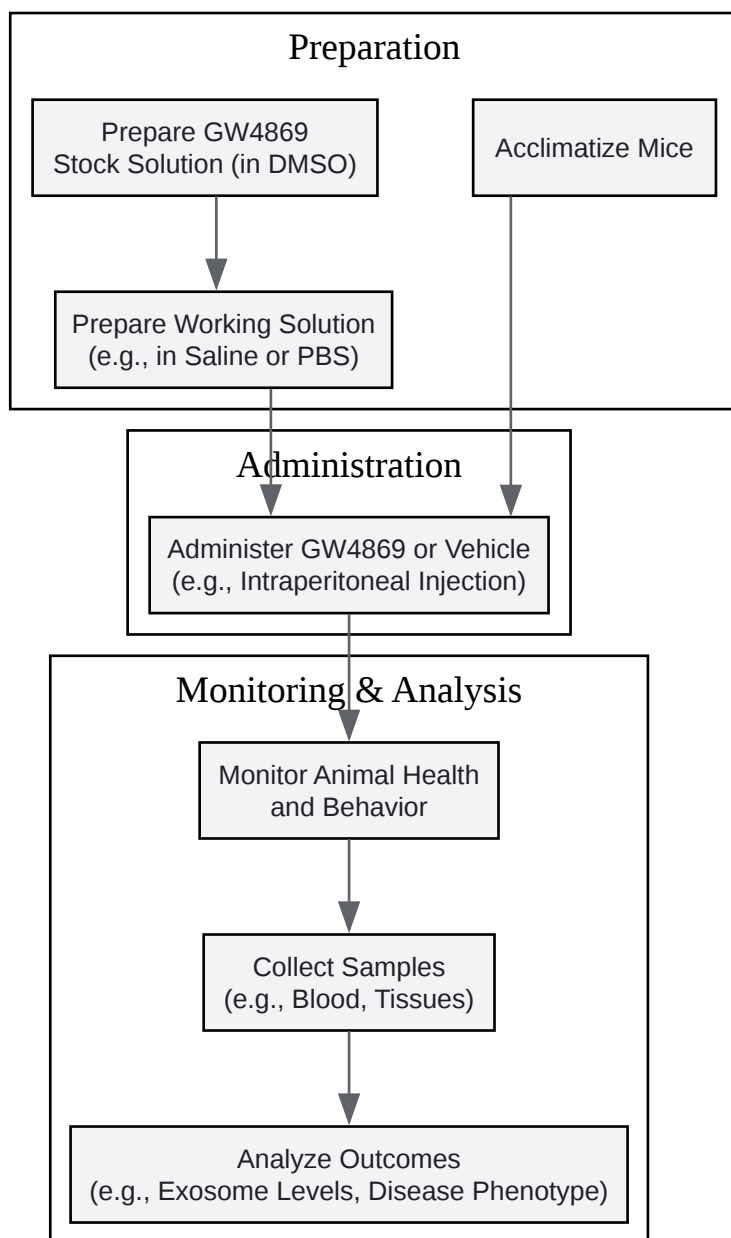 Preparation
Prepare GW4869
Stock Solution (in DMSO)
Acclimatize Mice
Prepare Working Solution
(e.g., in Saline or PBS)
Administration
Administer GW4869 or Vehicle
(e.g., Intraperitoneal Injection)
Monitoring & Analysis
Monitor Animal Health
and Behavior
Collect Samples
(e.g., Blood, Tissues)
Analyze Outcomes
(e.g., Exosome Levels, Disease Phenotype)